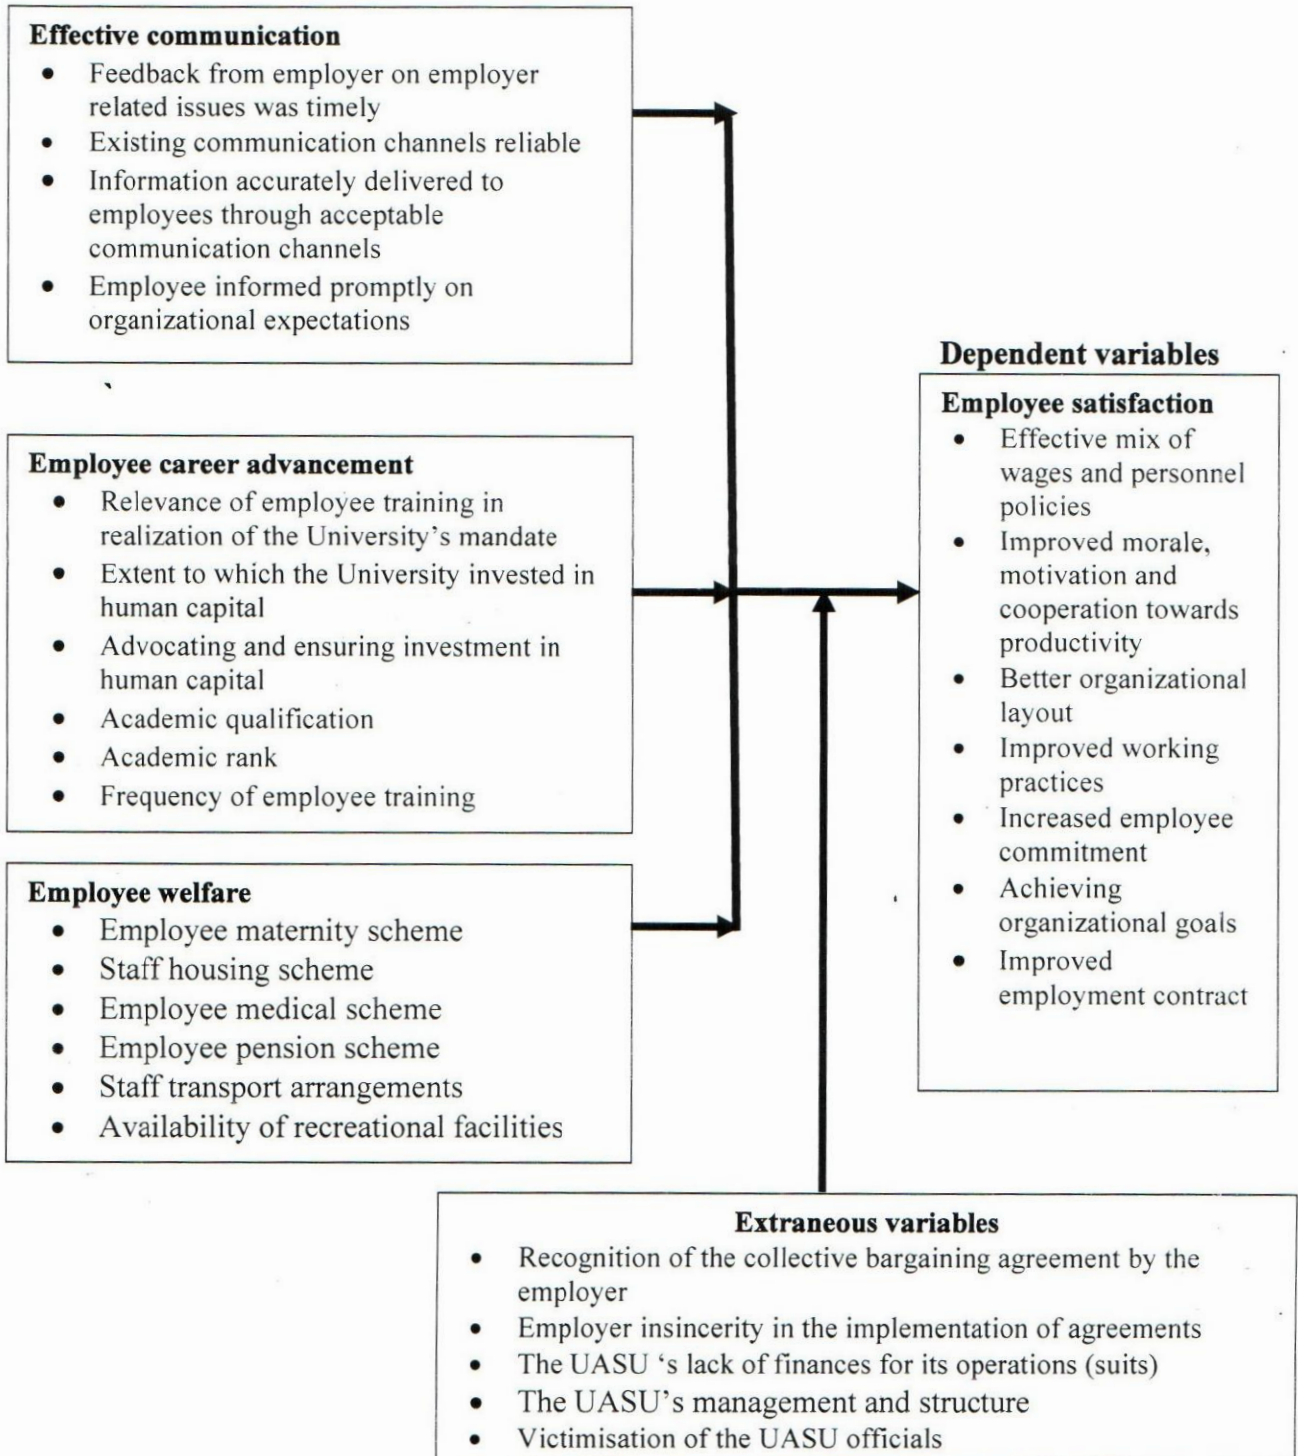 Effective communication
• Feedback from employer on employer
related issues was timely
• Existing communication channels reliable
• Information accurately delivered to
employees through acceptable
communication channels
• Employee informed promptly on
organizational expectations
Employee career advancement
• Relevance of employee training in
realization of the University's mandate
• Extent to which the University invested in
human capital
• Advocating and ensuring investment in
human capital
• Academic qualification
• Academic rank
• Frequency of employee training
Employee welfare
• Employee maternity scheme
• Staff housing scheme
• Employee medical scheme
• Employee pension scheme
• Staff transport arrangements
• Availability of recreational facilities
Dependent variables
Employee satisfaction
• Effective mix of
wages and personnel
policies
• Improved morale,
motivation and
cooperation towards
productivity
• Better organizational
layout
• Improved working
practices
• Increased employee
commitment
• Achieving
organizational goals
• Improved
employment contract
Extraneous variables
• Recognition of the collective bargaining agreement by the
employer
• Employer insincerity in the implementation of agreements
• The UASU ‘s lack of finances for its operations (suits)
• The UASU's management and structure
• Victimisation of the UASU officials